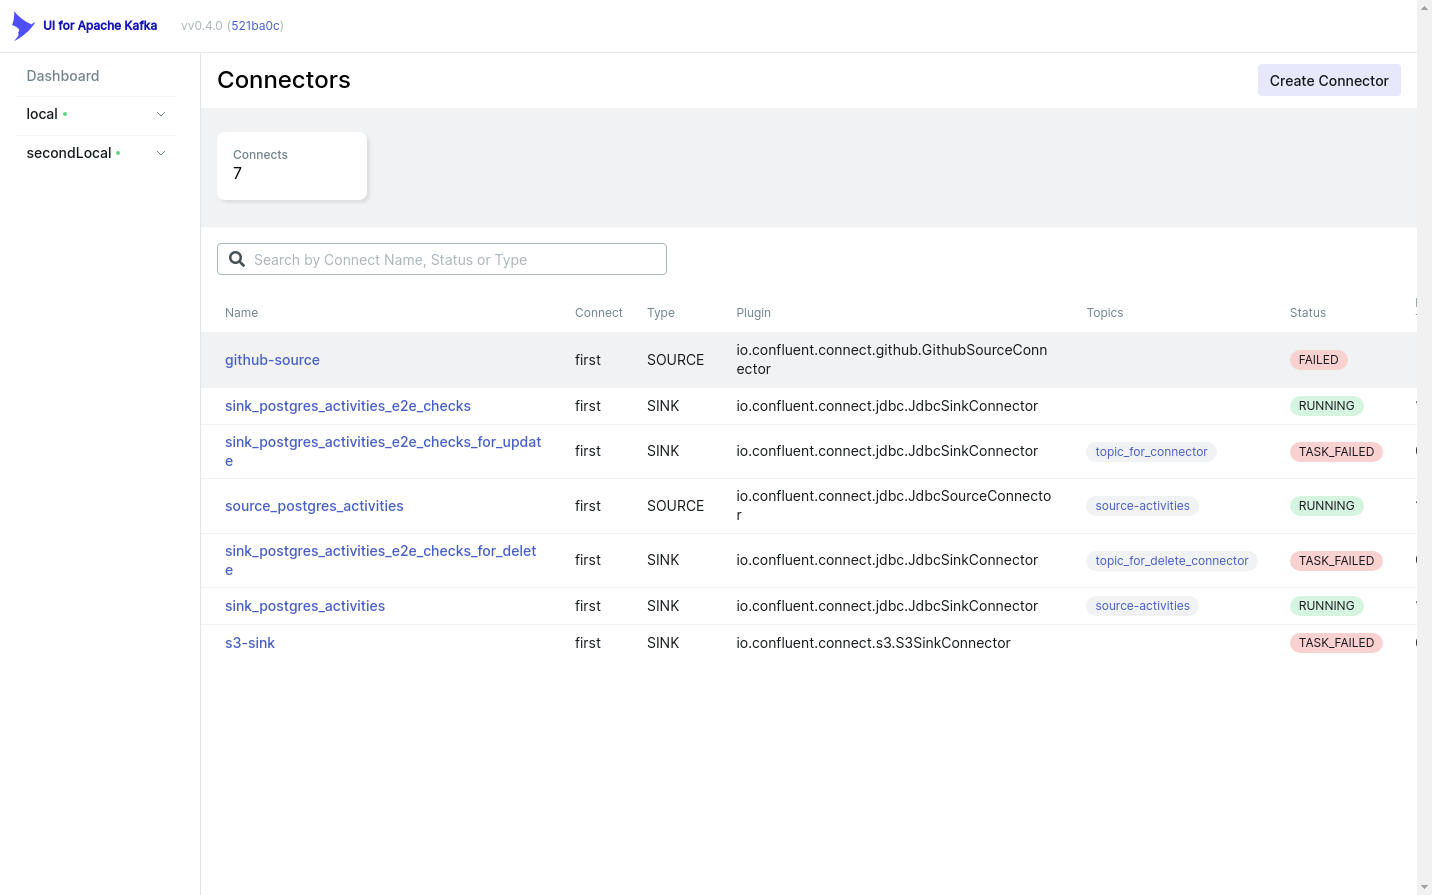 UI for Apache Kafka vv0.4.0 (521ba0c)
Dashboard
local
secondLocal
Connectors
Create Connector
Connects
7
Search by Connect Name, Status or Type
Name Connect Type Plugin Topics Status
github-source first SOURCE io.confluent.connect.github.GithubSourceConn
ector FAILED
sink_postgres_activities_e2e_checks first SINK io.confluent.connect.jdbc.JdbcSinkConnector RUNNING
sink_postgres_activities_e2e_checks_for_updat
e first SINK io.confluent.connect.jdbc.JdbcSinkConnector topic_for_connector TASK_FAILED
source_postgres_activities first SOURCE io.confluent.connect.jdbc.JdbcSourceConnecto
r source-activities RUNNING
sink_postgres_activities_e2e_checks_for_delet
e first SINK io.confluent.connect.jdbc.JdbcSinkConnector topic_for_delete_connector TASK_FAILED
sink_postgres_activities first SINK io.confluent.connect.jdbc.JdbcSinkConnector source-activities RUNNING
s3-sink first SINK io.confluent.connect.s3.S3SinkConnector TASK_FAILED